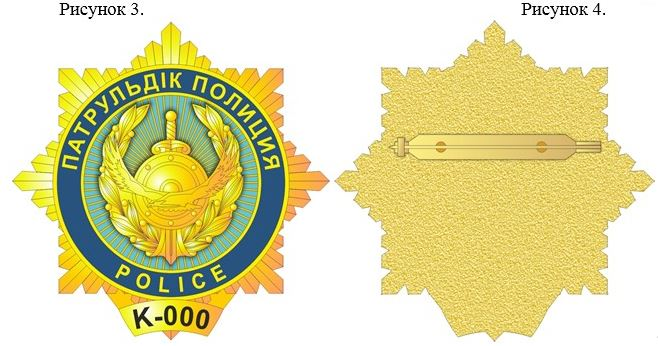 Рисунок 3.
Рисунок 4.
ПАТРУЛЬДІК ПОЛИЦИЯ
POLICE
К-000